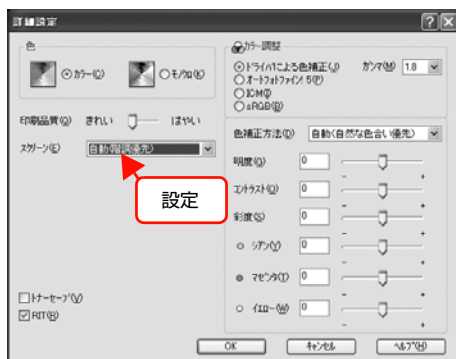 詳細設定
色
カラー(C)
モノクロ(K)
印刷品質(Q) きれい はやい
スクリーン(E) 自動(階調優先)
設定
トナーセーブ(V)
RIT(R)
カラー調整
ドライバによる色補正(J) ガンマ(M) 1.8
オートフォトファイン! 5(P)
ICM(I)
sRGB(B)
色補正方法(D) 自動(自然な色合い優先)
明度(G) 0
- +
コントラスト(O) 0
- +
彩度(S) 0
- +
シアン(Y) 0
- +
マゼンタ(T) 0
- +
イエロー(W) 0
- +
OK キャンセル ヘルプ(H)